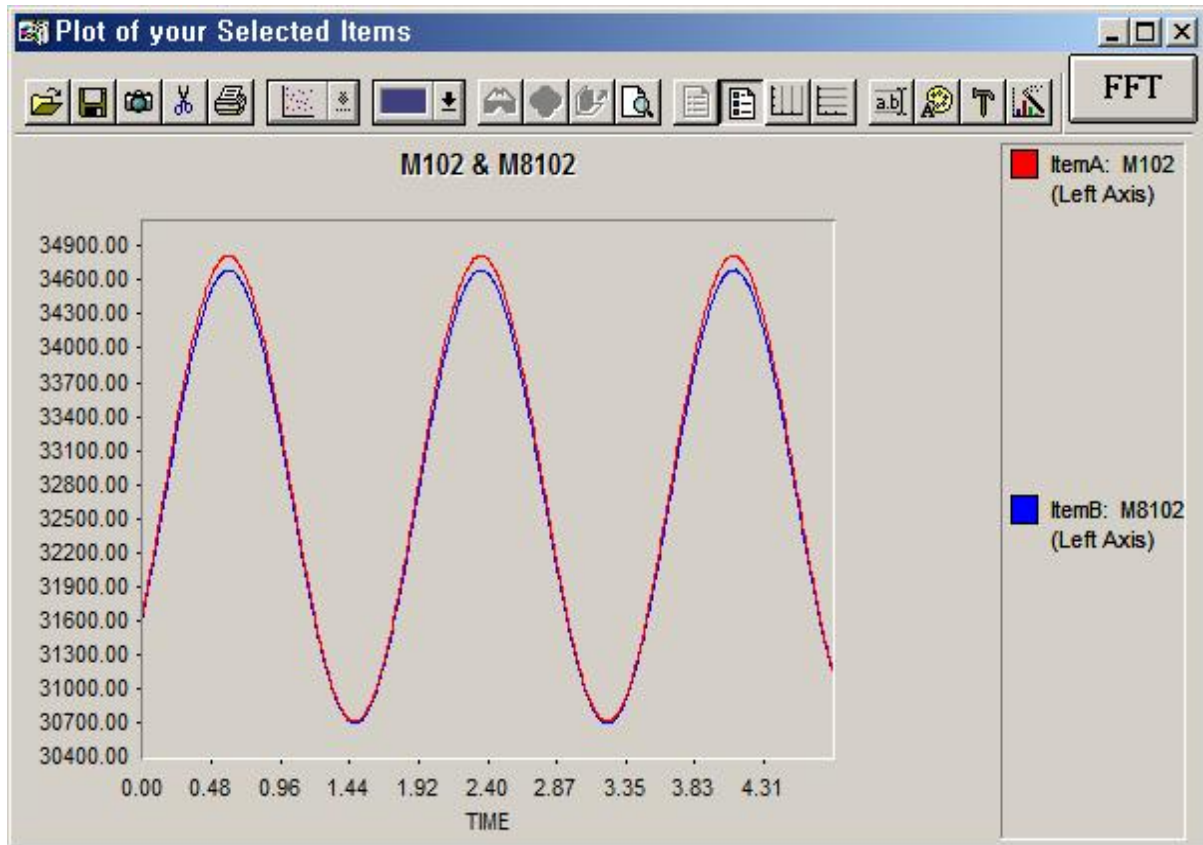 Plot of your Selected Items
a.b
A
FFT
M102 & M8102
ItemA: M102
(Left Axis)
34900.00
34600.00
34300.00
34000.00
33700.00
33400.00
33100.00
32800.00
32500.00
32200.00
31900.00
31600.00
31300.00
31000.00
30700.00
30400.00
ItemB: M8102
(Left Axis)
0.00 0.48 0.96 1.44 1.92 2.40 2.87 3.35 3.83 4.31
TIME